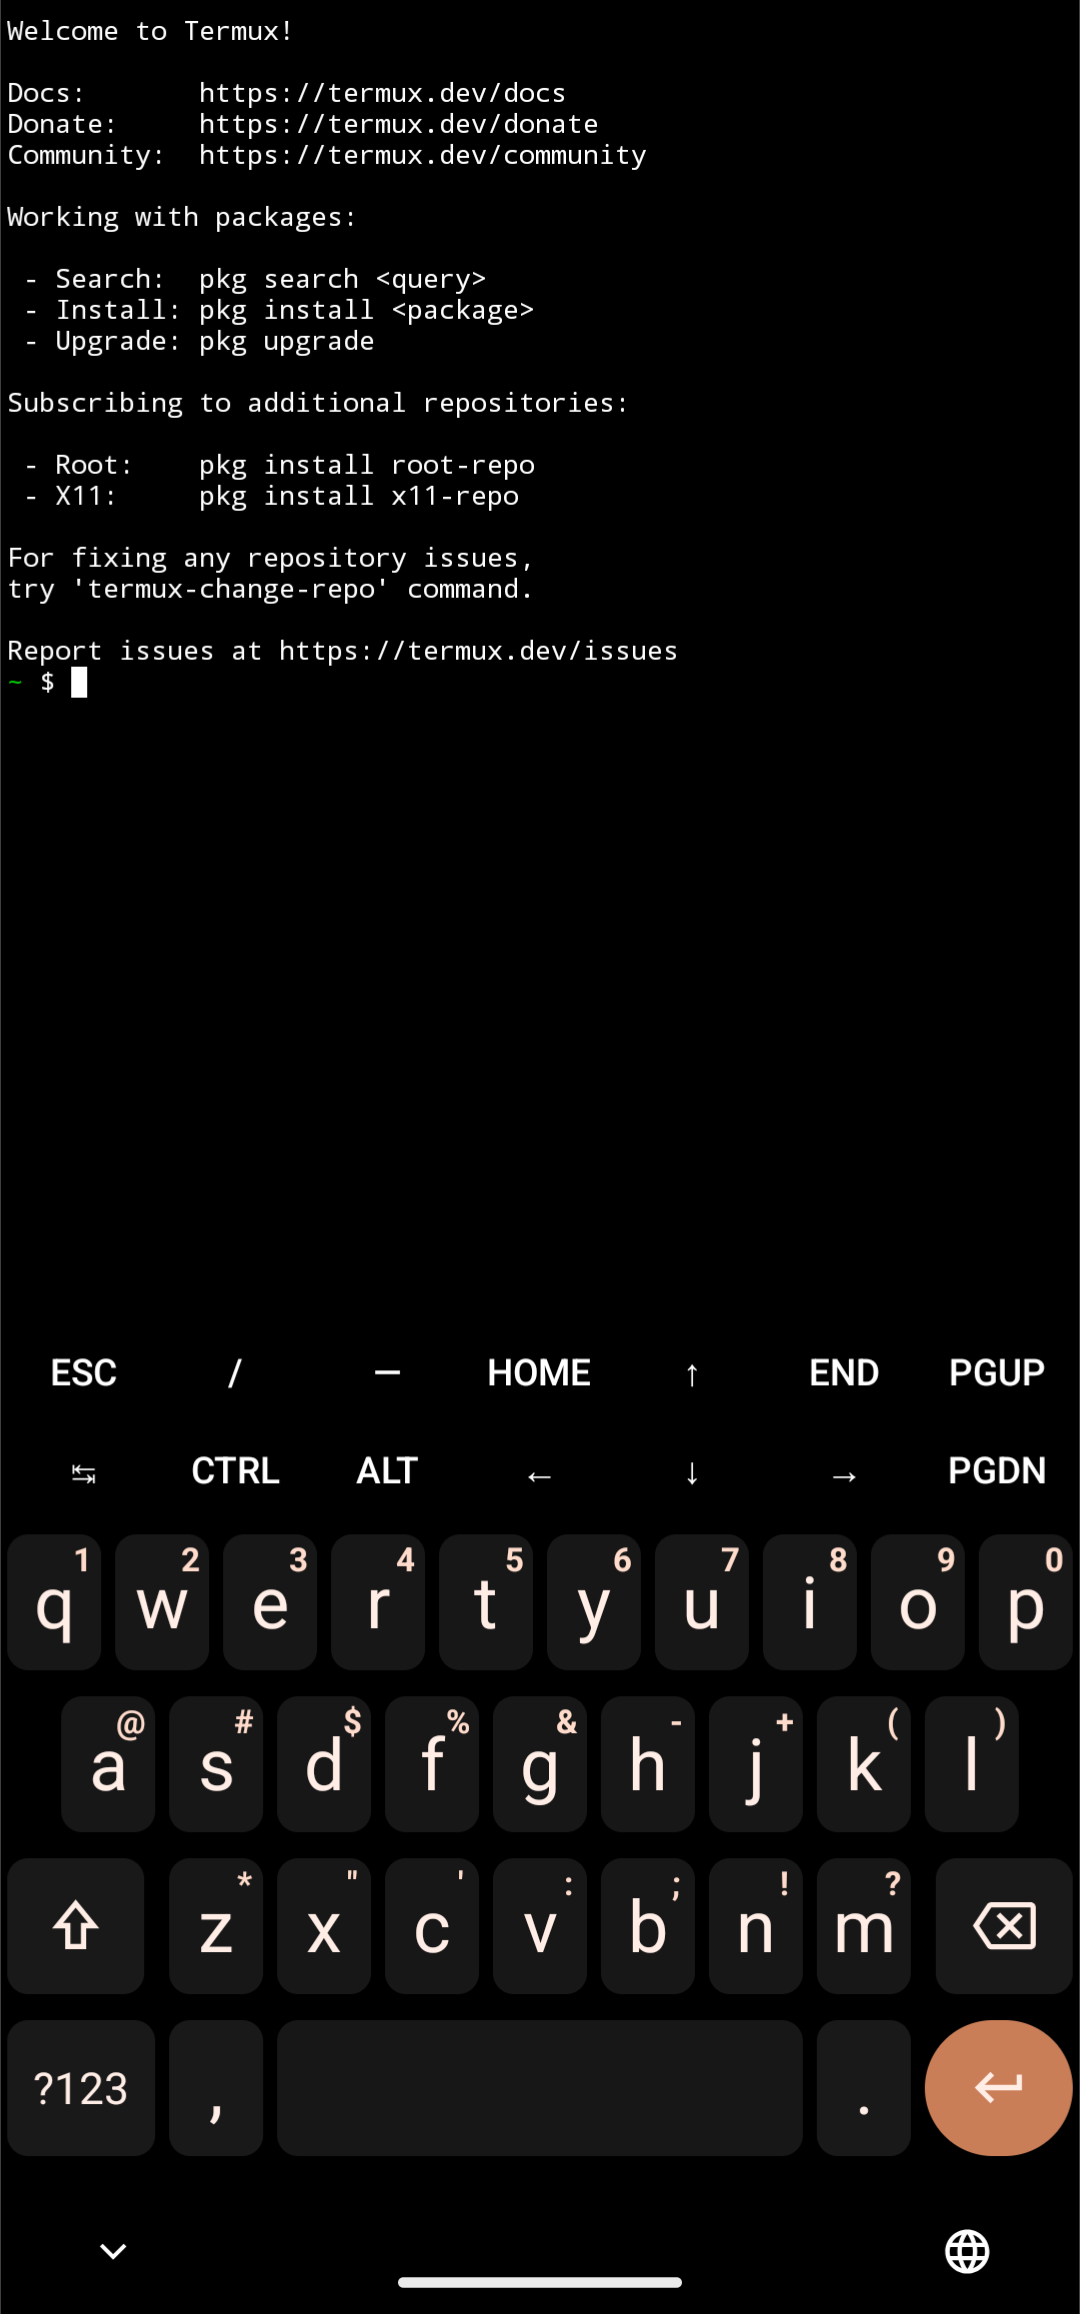 Welcome to Termux!
Docs:       https://termux.dev/docs
Donate:     https://termux.dev/donate
Community:  https://termux.dev/community
Working with packages:
 - Search:  pkg search <query>
 - Install: pkg install <package>
 - Upgrade: pkg upgrade
Subscribing to additional repositories:
 - Root:    pkg install root-repo
 - X11:     pkg install x11-repo
For fixing any repository issues,
try 'termux-change-repo' command.
Report issues at https://termux.dev/issues
~ $
ESC / — HOME ↑ END PGUP
↹ CTRL ALT ← ↓ → PGDN
1 2 3 4 5 6 7 8 9 0
q w e r t y u i o p
@ # $ % & - + ( )
a s d f g h j k l
* " ' : ; ! ?
z x c v b n m
?123 , .